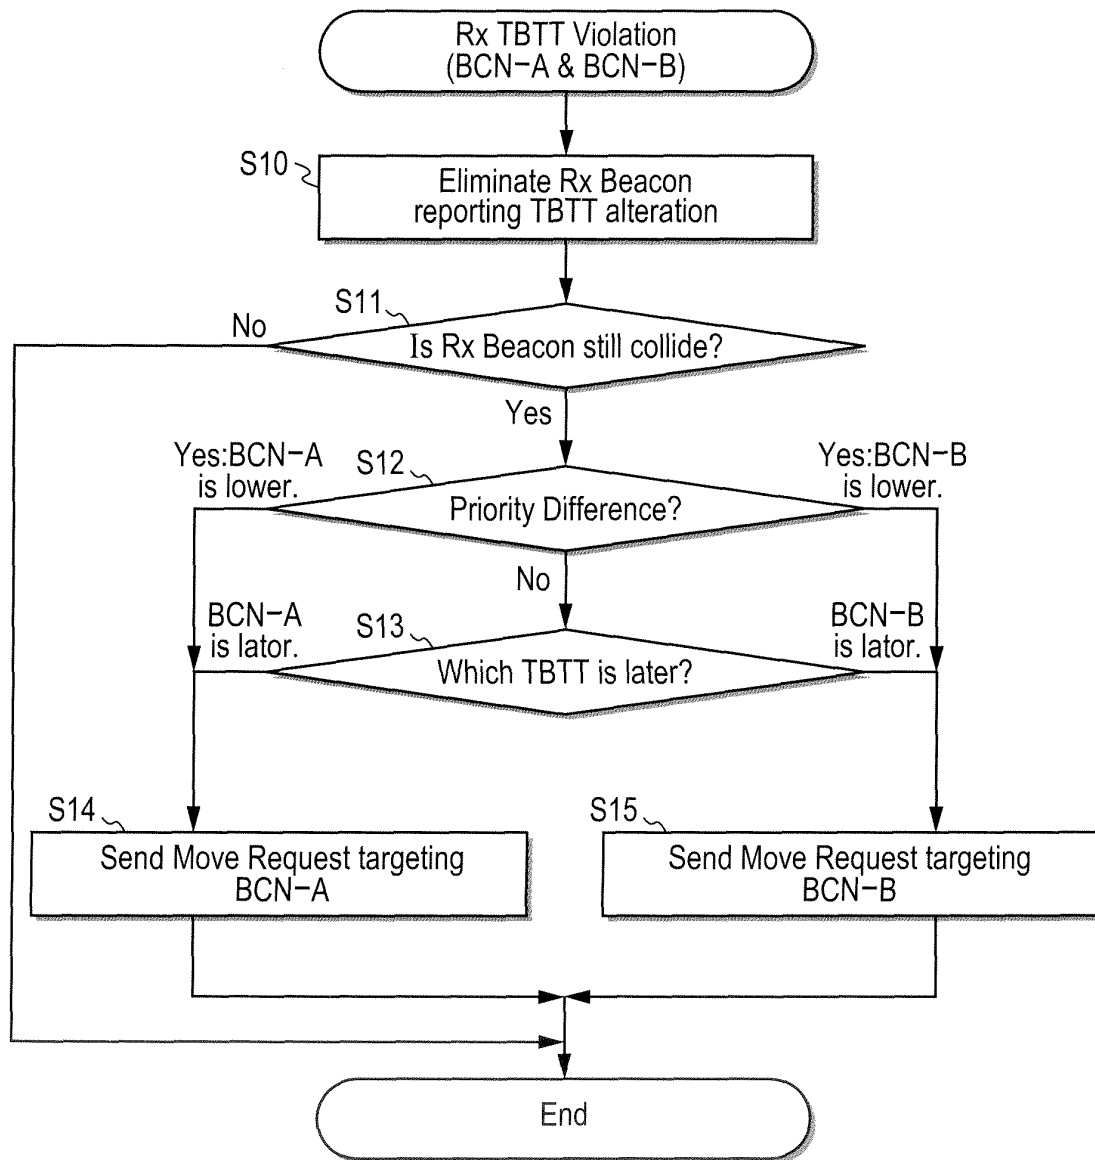 Rx TBTT Violation
(BCN-A & BCN-B)
S10
Eliminate Rx Beacon
reporting TBTT alteration
S11
No
Is Rx Beacon still collide?
Yes
Yes:BCN-A
is lower.
S12
Yes:BCN-B
is lower.
Priority Difference?
No
BCN-A
is lator.
S13
BCN-B
is lator.
Which TBTT is later?
S14
Send Move Request targeting
BCN-A
S15
Send Move Request targeting
BCN-B
End